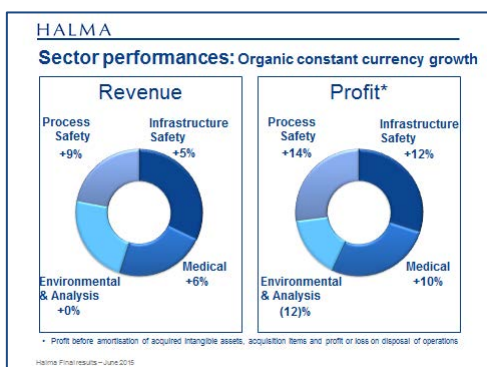 HALMA
Sector performances: Organic constant currency growth
Revenue
Process
Safety
+9%
Infrastructure
Safety
+5%
Environmental
& Analysis
+0%
Medical
+6%
Profit*
Process
Safety
+14%
Infrastructure
Safety
+12%
Environmental
& Analysis
(12)%
Medical
+10%
• Profit before amortisation of acquired intangible assets, acquisition items and profit or loss on disposal of operations
Halma Final results – June 2015